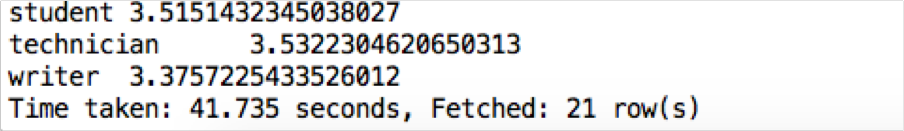 student 3.5151432345038027
technician 3.5322304620650313
writer 3.3757225433526012
Time taken: 41.735 seconds, Fetched: 21 row(s)